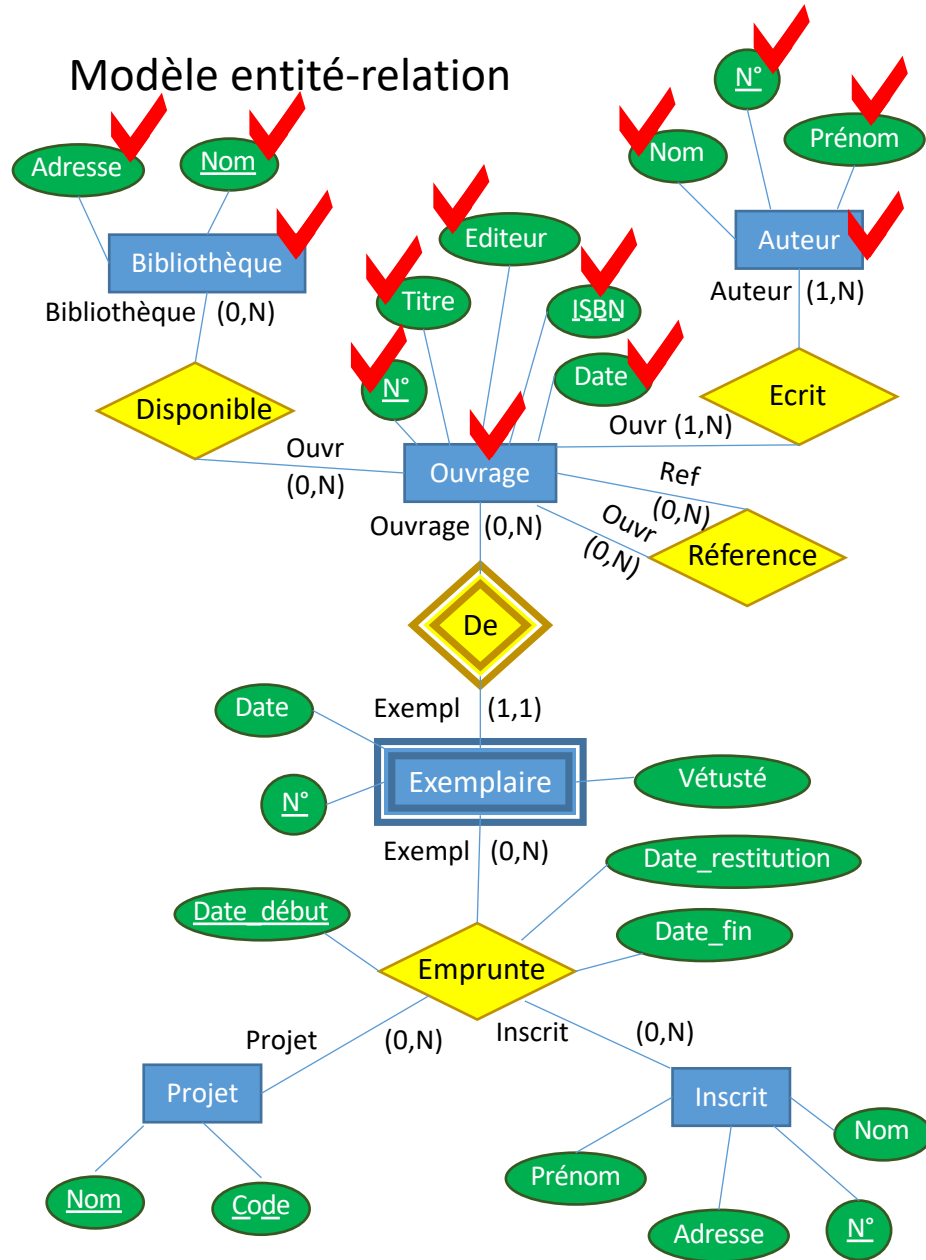 Modèle entité-relation
N°
Adresse
Nom
Nom
Prénom
Editeur
Auteur
Bibliothèque
Titre
ISBN
Auteur (1,N)
Bibliothèque (0,N)
N°
Date
Disponible
Ecrit
Ouvr (1,N)
Ouvr
(0,N)
Ouvrage
Ref
(0,N)
Ouvrage (0,N)
Ouvr
(0,N)
Réference
De
Date
Exempl (1,1)
Exemplaire
Vétusté
N°
Exempl (0,N)
Date_restitution
Date_début
Date_fin
Emprunte
Projet (0,N)
Inscrit (0,N)
Projet
Inscrit
Nom
Prénom
Nom
Code
Adresse
N°